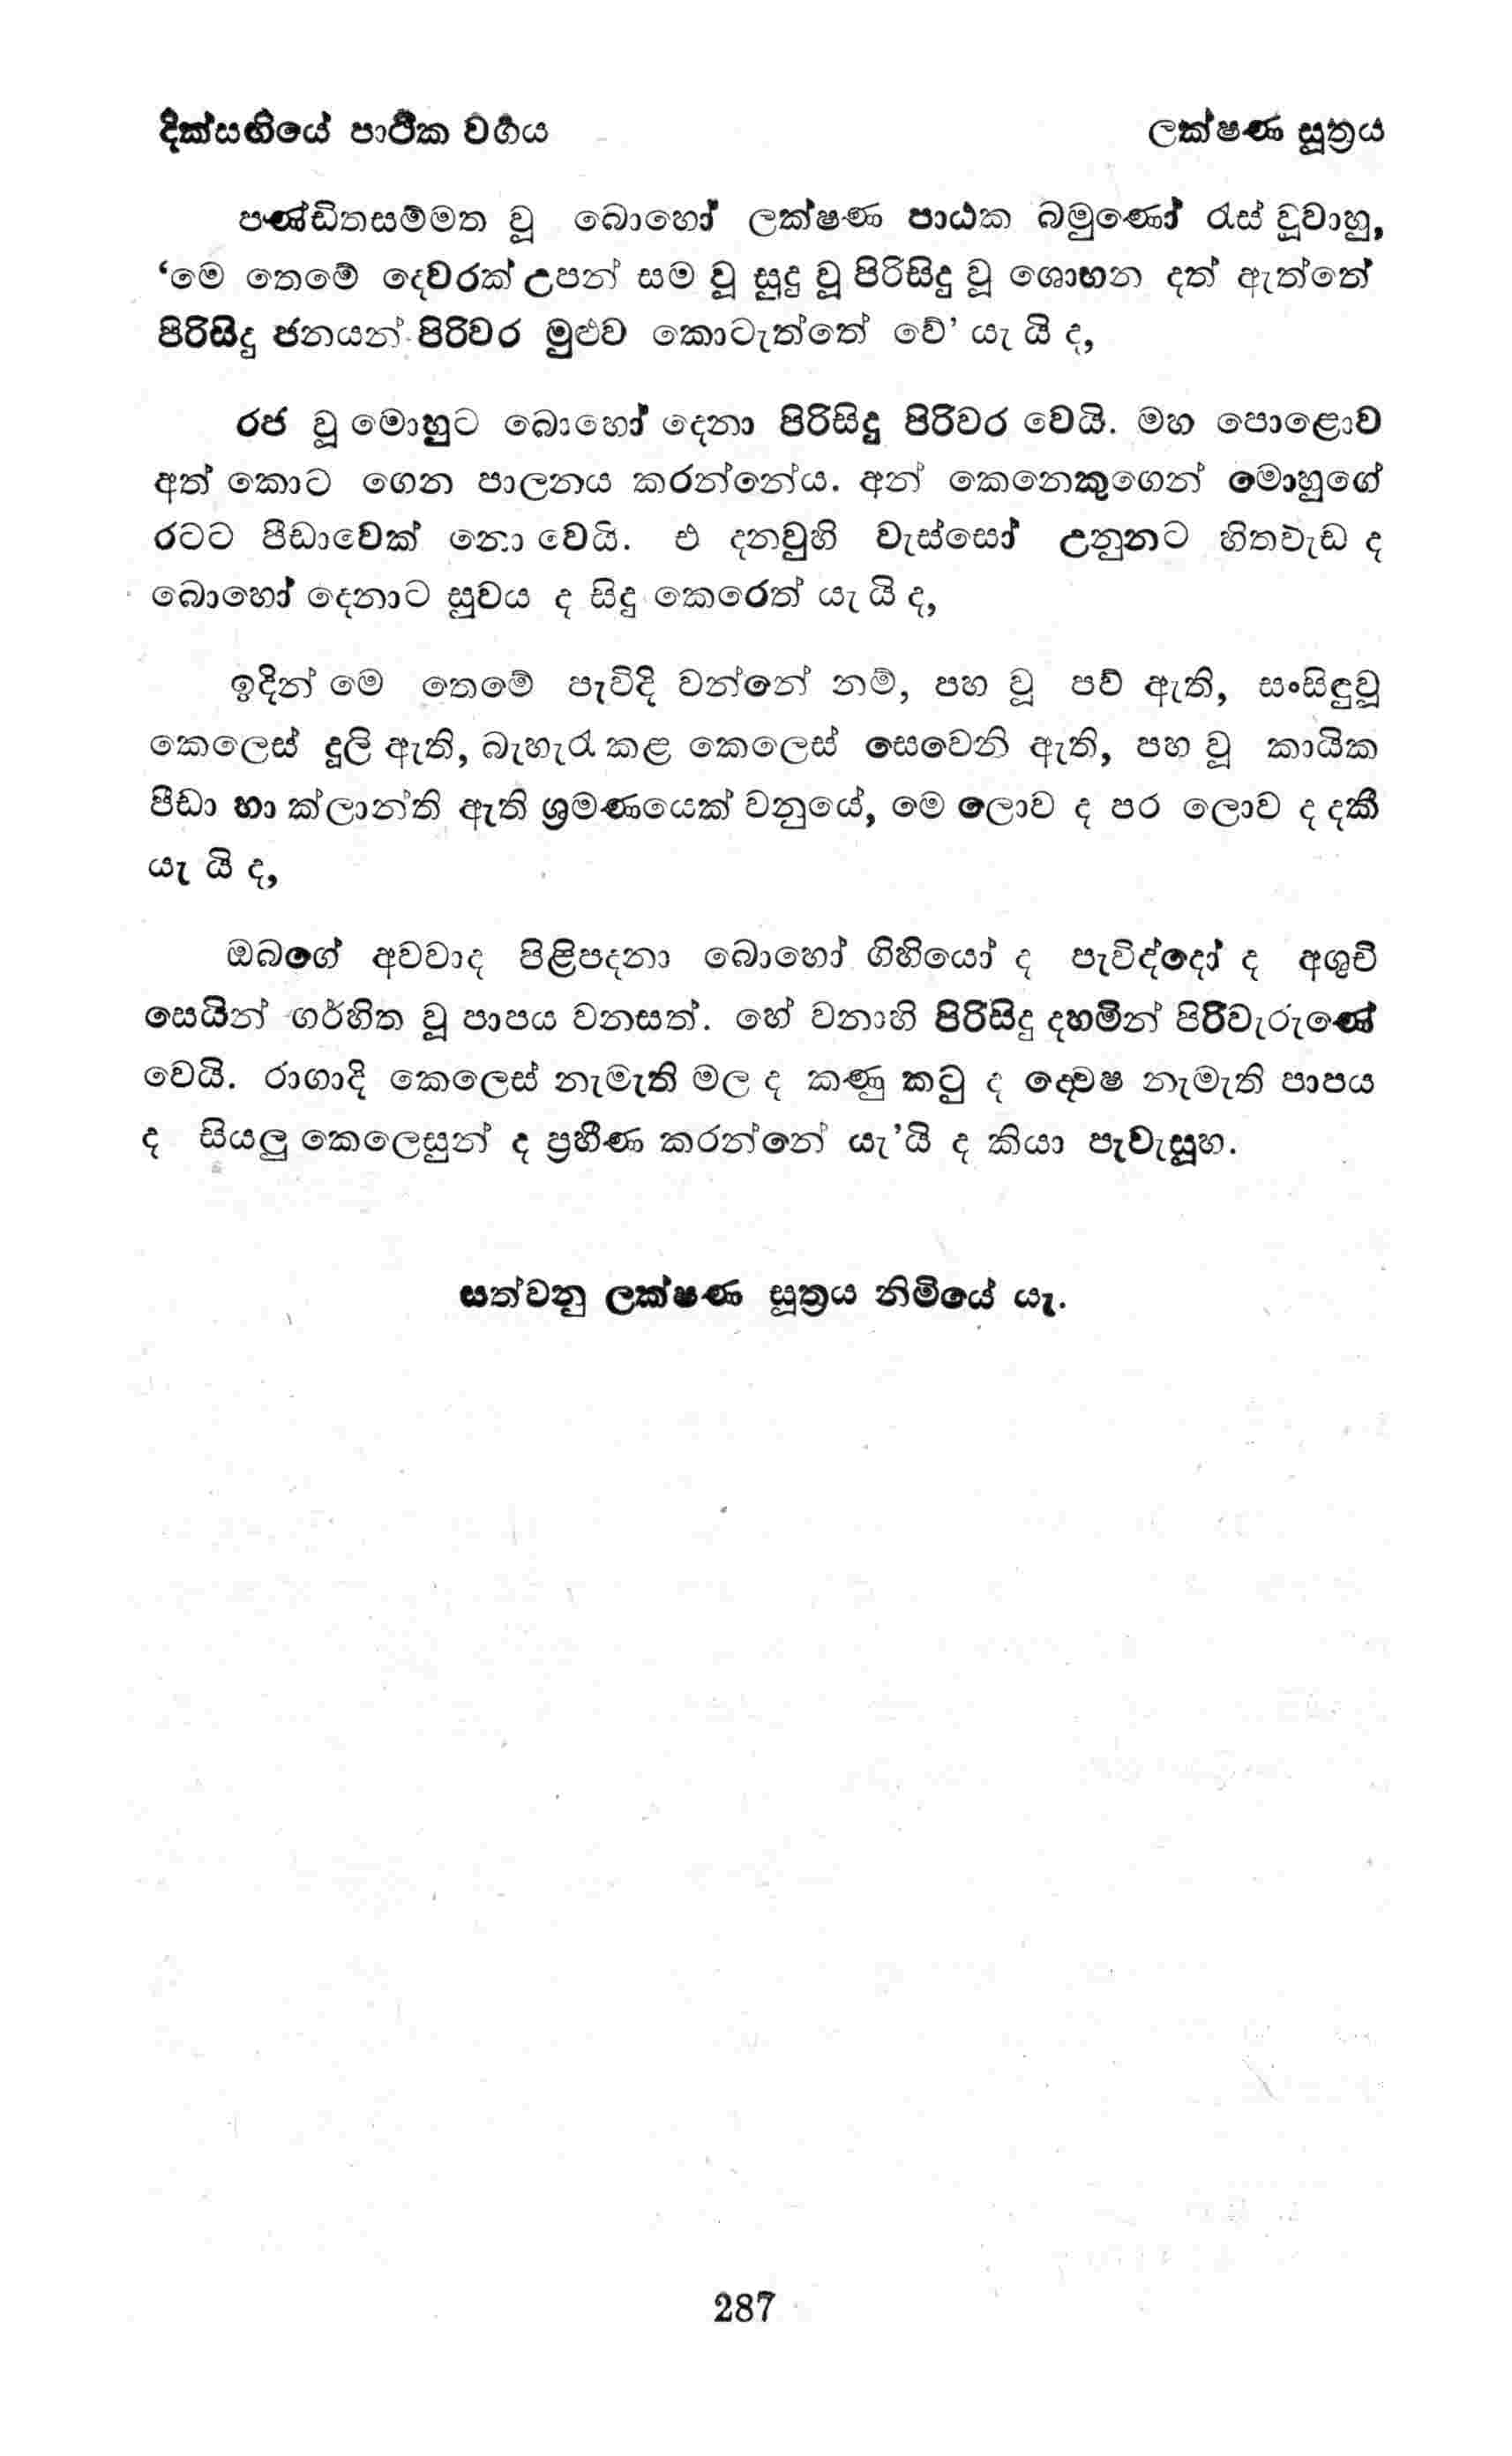 දික්සඟියේ පාර්ථික වර්ගය ලක්ෂණ සූත්‍රය
පණ්ඩිතසම්මත වූ බොහෝ ලක්ෂණ පාඨක බමුණෝ රැස් වූවාහු,
‘මෙ තෙමේ දෙවරක් උපන් සම වූ සුදු වූ පිරිසිදු වූ ශොභන දත් ඇත්තේ
පිරිසිදු ජනයන් පිරිවර මුළුව කොටැත්තේ වේ’ යැ යි ද,
රජ වූ මොහුට බොහෝ දෙනා පිරිසිදු පිරිවර වෙයි. මහ පොළොව
අත් කොට ගෙන පාලනය කරන්නේය. අන් කෙනෙකුගෙන් මොහුගේ
රටට පීඩාවෙක් නො වෙයි. එ දනවුහි වැස්සෝ උනුනට හිතවැඩ ද
බොහෝ දෙනාට සුවය ද සිදු කෙරෙත් යැ යි ද,
ඉදින් මෙ තෙමේ පැවිදි වන්නේ නම්, පහ වූ පව් ඇති, සංසිඳුවූ
කෙලෙස් දූලි ඇති, බැහැර කළ කෙලෙස් සෙවෙනි ඇති, පහ වූ කායික
පීඩා හා ක්ලාන්ති ඇති ශ්‍රමණයෙක් වනුයේ, මෙ ලොව ද පර ලොව ද දකී
යැ යි ද,
ඔබගේ අවවාද පිළිපදනා බොහෝ ගිහියෝ ද පැවිද්දෝ ද අශුචි
සෙයින් ගර්හිත වූ පාපය වනසත්. හේ වනාහි පිරිසිදු දහමින් පිරිවැරුණේ
වෙයි. රාගාදි කෙලෙස් නැමැති මල ද කණු කටු ද ද්වෙෂ නැමැති පාපය
ද සියලු කෙලෙසුන් ද ප්‍රහීණ කරන්නේ යැ’යි ද කියා පැවැසූහ.
සත්වනු ලක්ෂණ සූත්‍රය නිමියේ යැ.
287